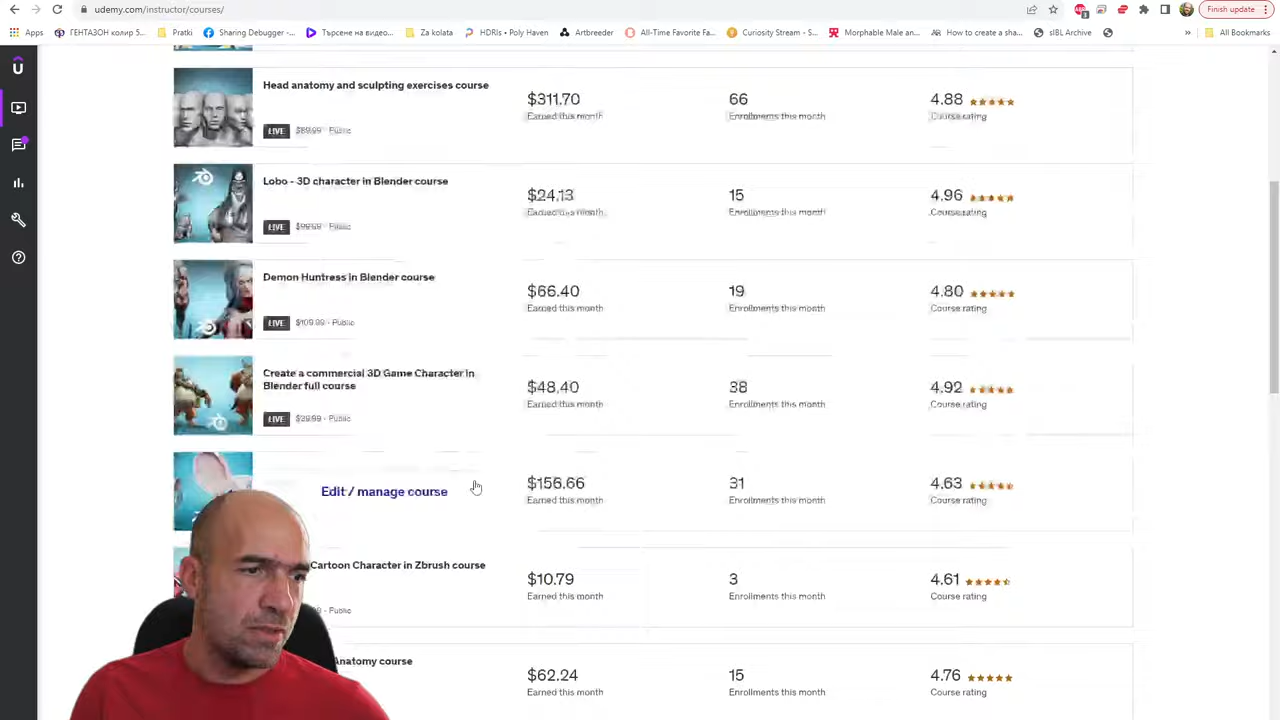 udemy.com/instructor/courses/
Finish update
Apps
ГЕНТАЗОН колир 5...
Pratki
Sharing Debugger -...
Търсене на видео...
Za kolata
HDRIs • Poly Haven
Artbreeder
All-Time Favorite Fa...
Curiosity Stream - S...
Morphable Male an...
How to create a sha...
sIBL Archive
»
All Bookmarks
Head anatomy and sculpting exercises course
LIVE
Public
$311.70
Earned this month
66
Enrollments this month
4.88
Course rating
Lobo - 3D character in Blender course
LIVE
Public
$24.13
Earned this month
15
Enrollments this month
4.96
Course rating
Demon Huntress in Blender course
LIVE
$109.99 · Public
$66.40
Earned this month
19
Enrollments this month
4.80
Course rating
Create a commercial 3D Game Character in
Blender full course
LIVE
Public
$48.40
Earned this month
38
Enrollments this month
4.92
Course rating
Edit / manage course
$156.66
Earned this month
31
Enrollments this month
4.63
Course rating
Cartoon Character in Zbrush course
Public
$10.79
Earned this month
3
Enrollments this month
4.61
Course rating
Anatomy course
$62.24
Earned this month
15
Enrollments this month
4.76
Course rating